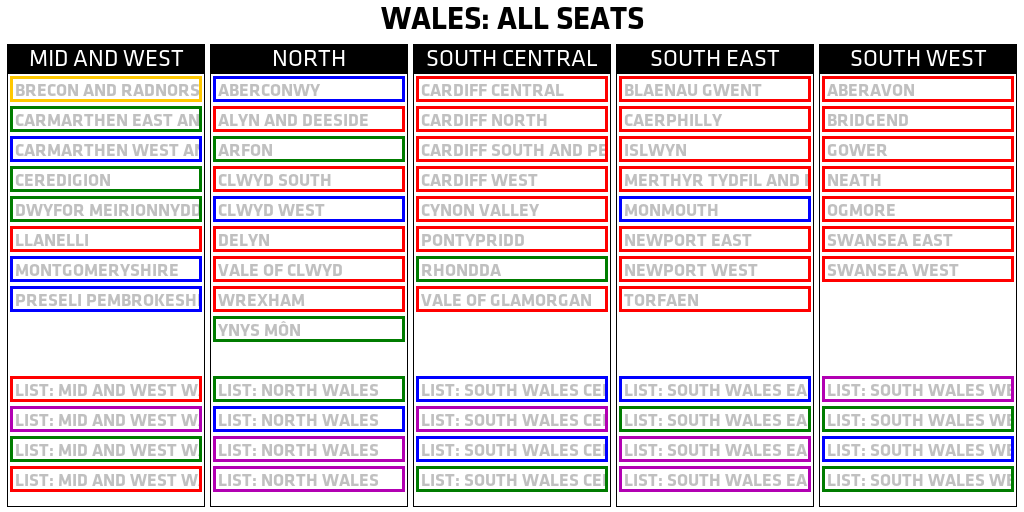 WALES: ALL SEATS
MID AND WEST
BRECON AND RADNORS
CARMARTHEN EAST AN
CARMARTHEN WEST AN
CEREDIGION
DWYFOR MEIRIONNYDD
LLANELLI
MONTGOMERYSHIRE
PRESELI PEMBROKESH
LIST: MID AND WEST W
LIST: MID AND WEST W
LIST: MID AND WEST W
LIST: MID AND WEST W
NORTH
ABERCONWY
ALYN AND DEESIDE
ARFON
CLWYD SOUTH
CLWYD WEST
DELYN
VALE OF CLWYD
WREXHAM
YNYS MÔN
LIST: NORTH WALES
LIST: NORTH WALES
LIST: NORTH WALES
LIST: NORTH WALES
SOUTH CENTRAL
CARDIFF CENTRAL
CARDIFF NORTH
CARDIFF SOUTH AND PE
CARDIFF WEST
CYNON VALLEY
PONTYPRIDD
RHONDDA
VALE OF GLAMORGAN
LIST: SOUTH WALES CE
LIST: SOUTH WALES CE
LIST: SOUTH WALES CE
LIST: SOUTH WALES CE
SOUTH EAST
BLAENAU GWENT
CAERPHILLY
ISLWYN
MERTHYR TYDFIL AND
MONMOUTH
NEWPORT EAST
NEWPORT WEST
TORFAEN
LIST: SOUTH WALES EA
LIST: SOUTH WALES EA
LIST: SOUTH WALES EA
LIST: SOUTH WALES EA
SOUTH WEST
ABERAVON
BRIDGEND
GOWER
NEATH
OGMORE
SWANSEA EAST
SWANSEA WEST
LIST: SOUTH WALES WE
LIST: SOUTH WALES WE
LIST: SOUTH WALES WE
LIST: SOUTH WALES WE